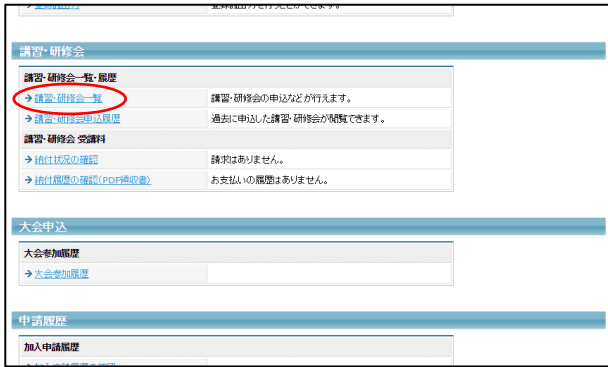 講習・研修会
講習・研修会一覧・履歴
→講習・研修会一覧 講習・研修会の申込などが行えます。
→講習・研修会申込履歴 過去に申込した講習・研修会が閲覧できます。
講習・研修会 受講料
→納付状況の確認 請求はありません。
→納付履歴の確認(PDF領収書) お支払いの履歴はありません。
大会申込
大会参加履歴
→大会参加履歴
申請履歴
加入申請履歴